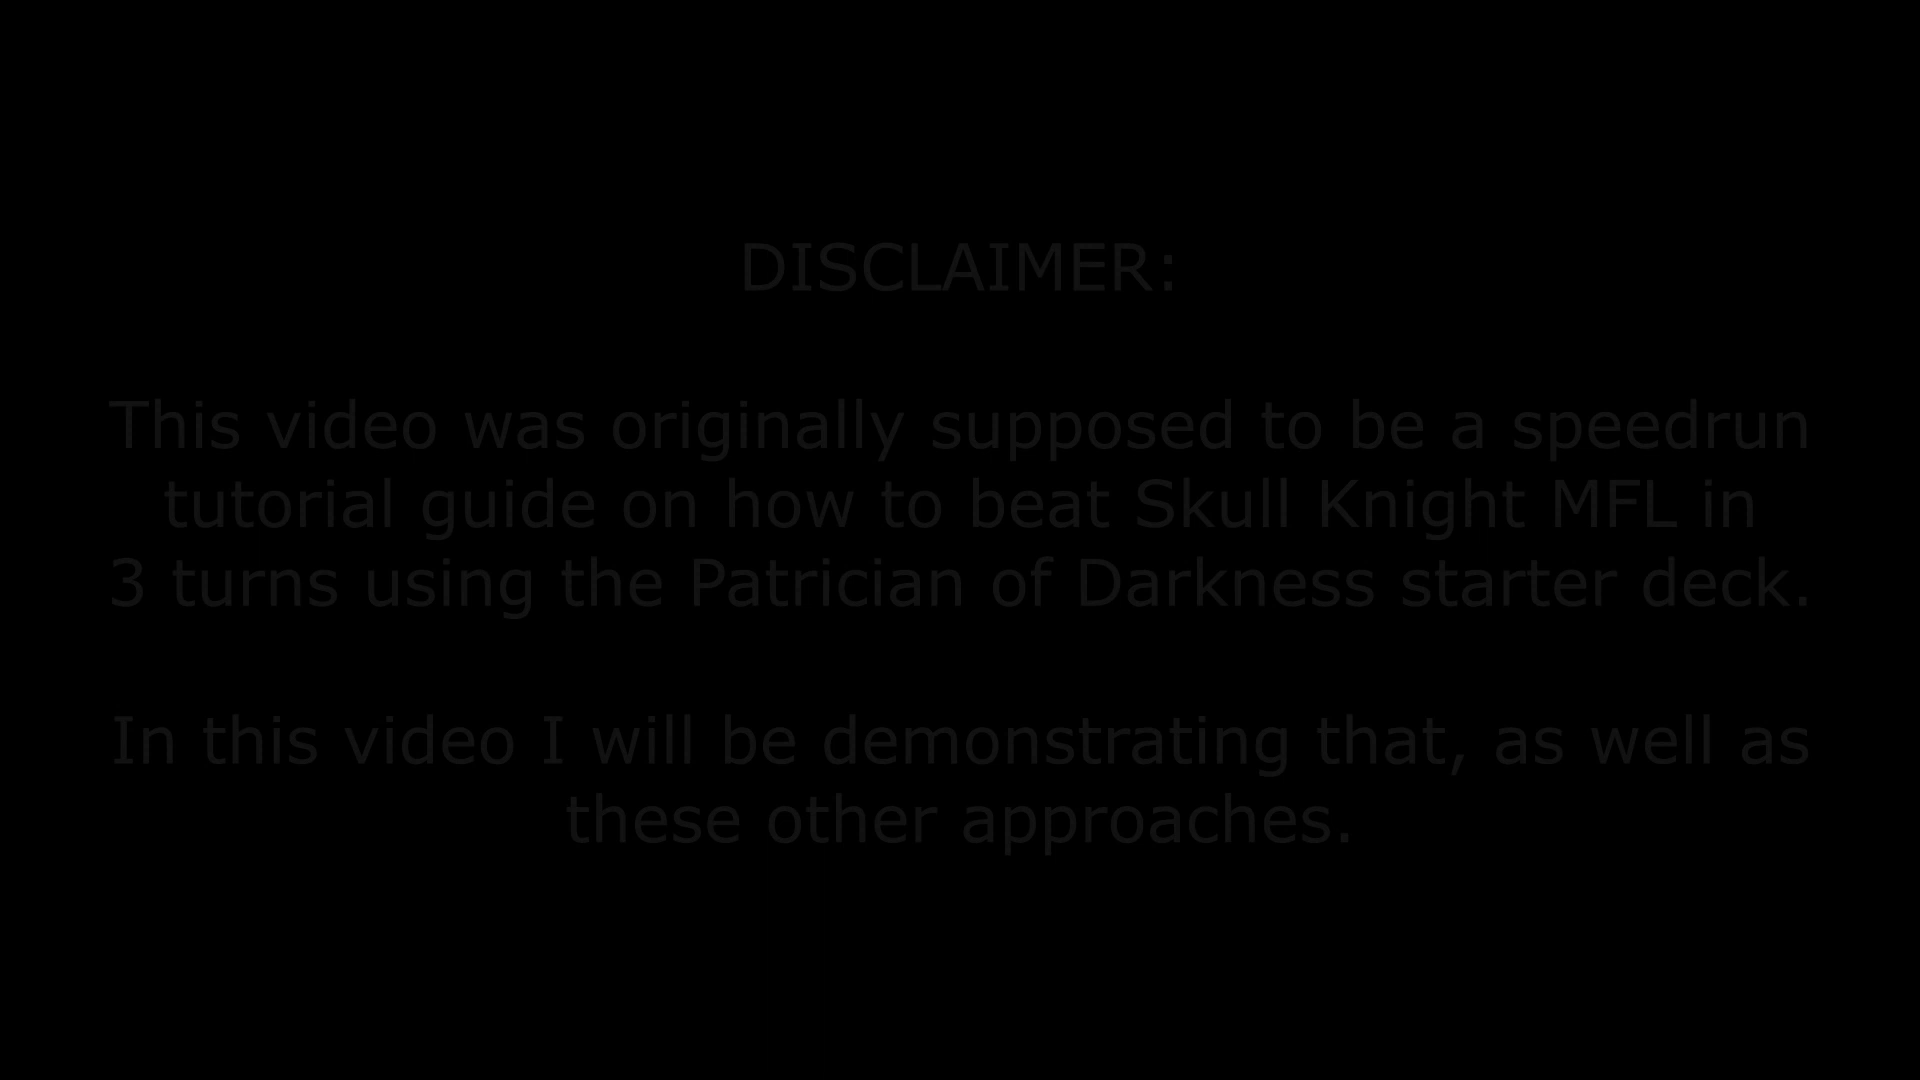 DISCLAIMER:
This video was originally supposed to be a speedrun
tutorial guide on how to beat Skull Knight MFL in
3 turns using the Patrician of Darkness starter deck.
In this video I will be demonstrating that, as well as
these other approaches.